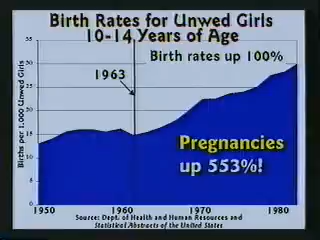 Birth Rates for Unwed Girls
10-14 Years of Age
Birth rates up 100%
1963
Births per 1,000 Unwed Girls
35
30
25
20
15
10
5
0
Pregnancies
up 553%!
1950 1960 1970 1980
Source: Dept. of Health and Human Resources and
Statistical Abstracts of the United States